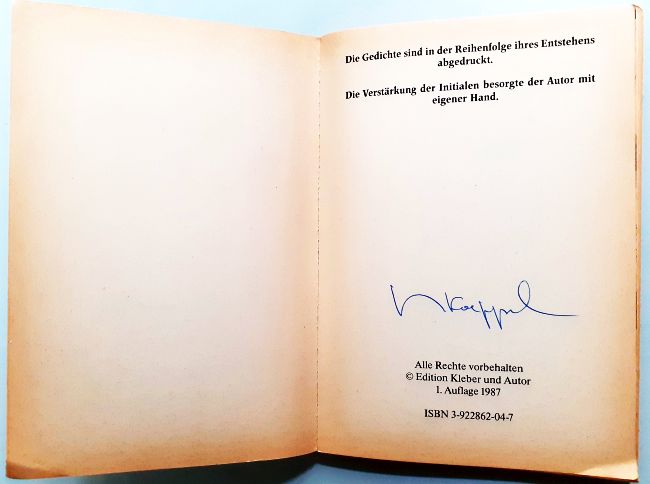 Die Gedichte sind in der Reihenfolge ihres Entstehens
abgedruckt.
Die Verstärkung der Initialen besorgte der Autor mit
eigener Hand.
Alle Rechte vorbehalten
© Edition Kleber und Autor
1. Auflage 1987
ISBN 3-922862-04-7